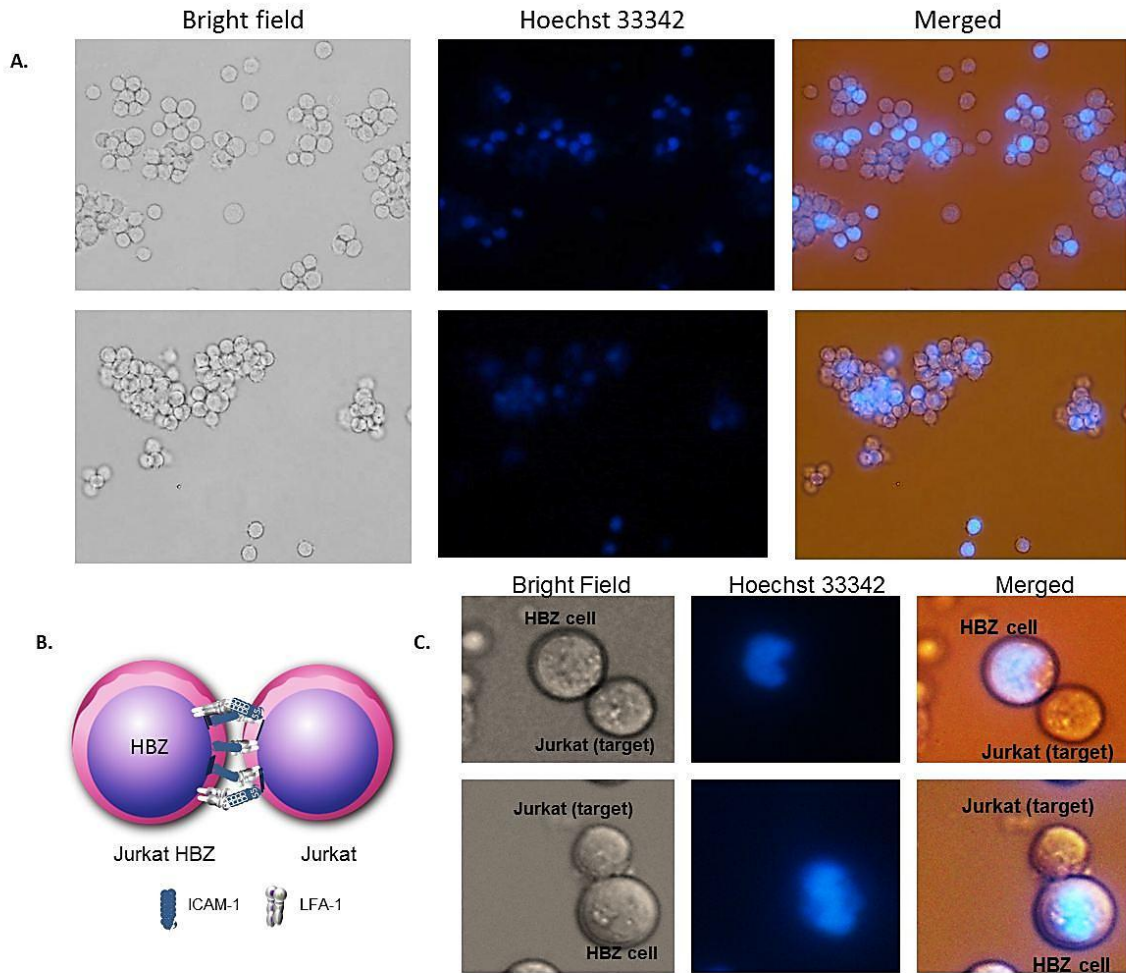 Bright field Hoechst 33342 Merged
A.
Bright Field Hoechst 33342 Merged
B.
C.
HBZ cell
Jurkat (target)
HBZ cell
Jurkat (target)
HBZ
Jurkat HBZ Jurkat
ICAM-1 LFA-1
Jurkat (target)
HBZ cell
Jurkat (target)
HBZ cell